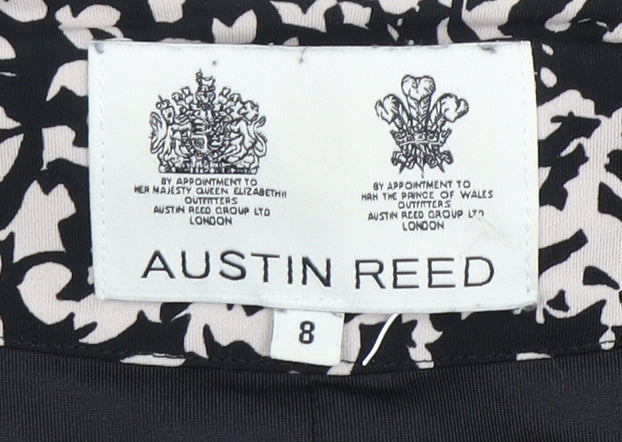 BY APPOINTMENT TO
HER MAJESTY QUEEN ELIZABETH II
OUTFITTERS
AUSTIN REED GROUP LTD
LONDON
BY APPOINTMENT TO
HRH THE PRINCE OF WALES
OUTFITTERS
AUSTIN REED GROUP LTD
LONDON
AUSTIN REED
8